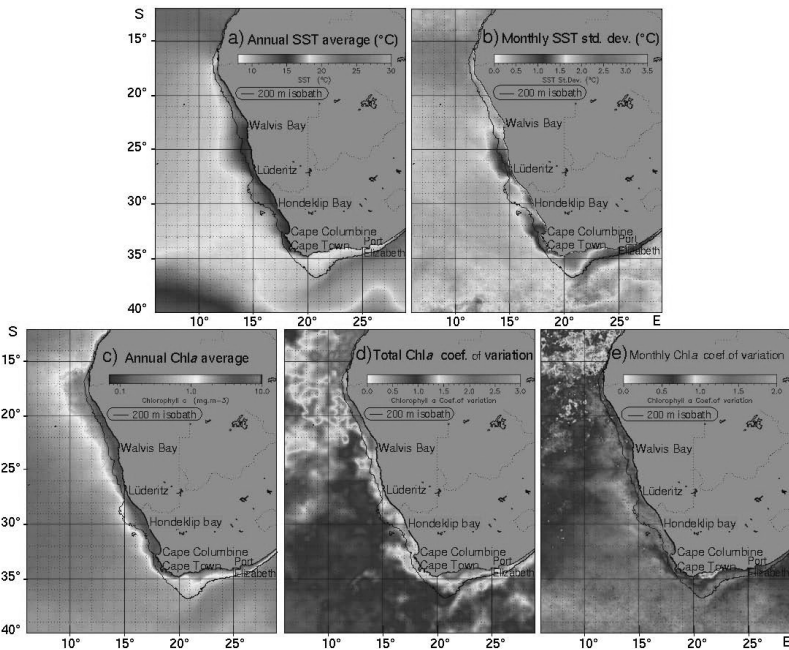 S
a) Annual SST average (°C)
10 15 20 25 30
SST (°C)
200 m isobath
Walvis Bay
Lüderitz
Hondeklip Bay
Cape Columbine
Cape Town
Port
Elizabeth
15°
20°
25°
30°
35°
40°
10° 15° 20° 25°
b) Monthly SST std. dev. (°C)
0.0 0.5 1.0 1.5 2.0 2.5 3.0 3.5
SST St.Dev. (°C)
200 m isobath
Walvis Bay
Lüderitz
Hondeklip Bay
Cape Columbine
Cape Town
Port
Elizabeth
10° 15° 20° 25° E
S
c) Annual Chla average
0.1 1.0 10.0
Chlorophyll a (mg.m-3)
200 m isobath
Walvis Bay
Lüderitz
Hondeklip bay
Cape Columbine
Cape Town
Port
Elizabeth
15°
20°
25°
30°
35°
40°
10° 15° 20° 25°
d) Total Chla coef. of variation
0.0 0.5 1.0 1.5 2.0 2.5 3.0
Chlorophyll a Coef.of variation
200 m isobath
Walvis Bay
Lüderitz
Hondeklip bay
Cape Columbine
Cape Town
Port
Elizabeth
10° 15° 20° 25°
e) Monthly Chla coef.of variation
0.0 0.5 1.0 1.5 2.0
Chlorophyll a Coef.of variation
200 m isobath
Walvis Bay
Lüderitz
Hondeklip bay
Cape Columbine
Cape Town
Port
Elizabeth
10° 15° 20° 25° E